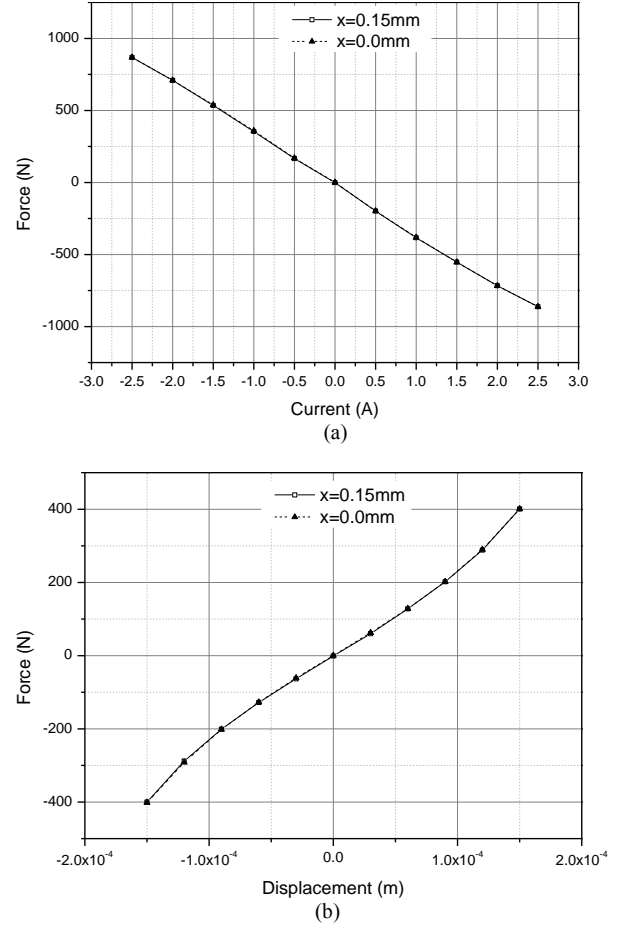 x=0.15mm
x=0.0mm
1000
500
0
-500
-1000
Force (N)
-3.0 -2.5 -2.0 -1.5 -1.0 -0.5 0.0 0.5 1.0 1.5 2.0 2.5 3.0
Current (A)
(a)
x=0.15mm
x=0.0mm
400
200
0
-200
-400
Force (N)
-2.0x10⁻⁴ -1.0x10⁻⁴ 0.0 1.0x10⁻⁴ 2.0x10⁻⁴
Displacement (m)
(b)